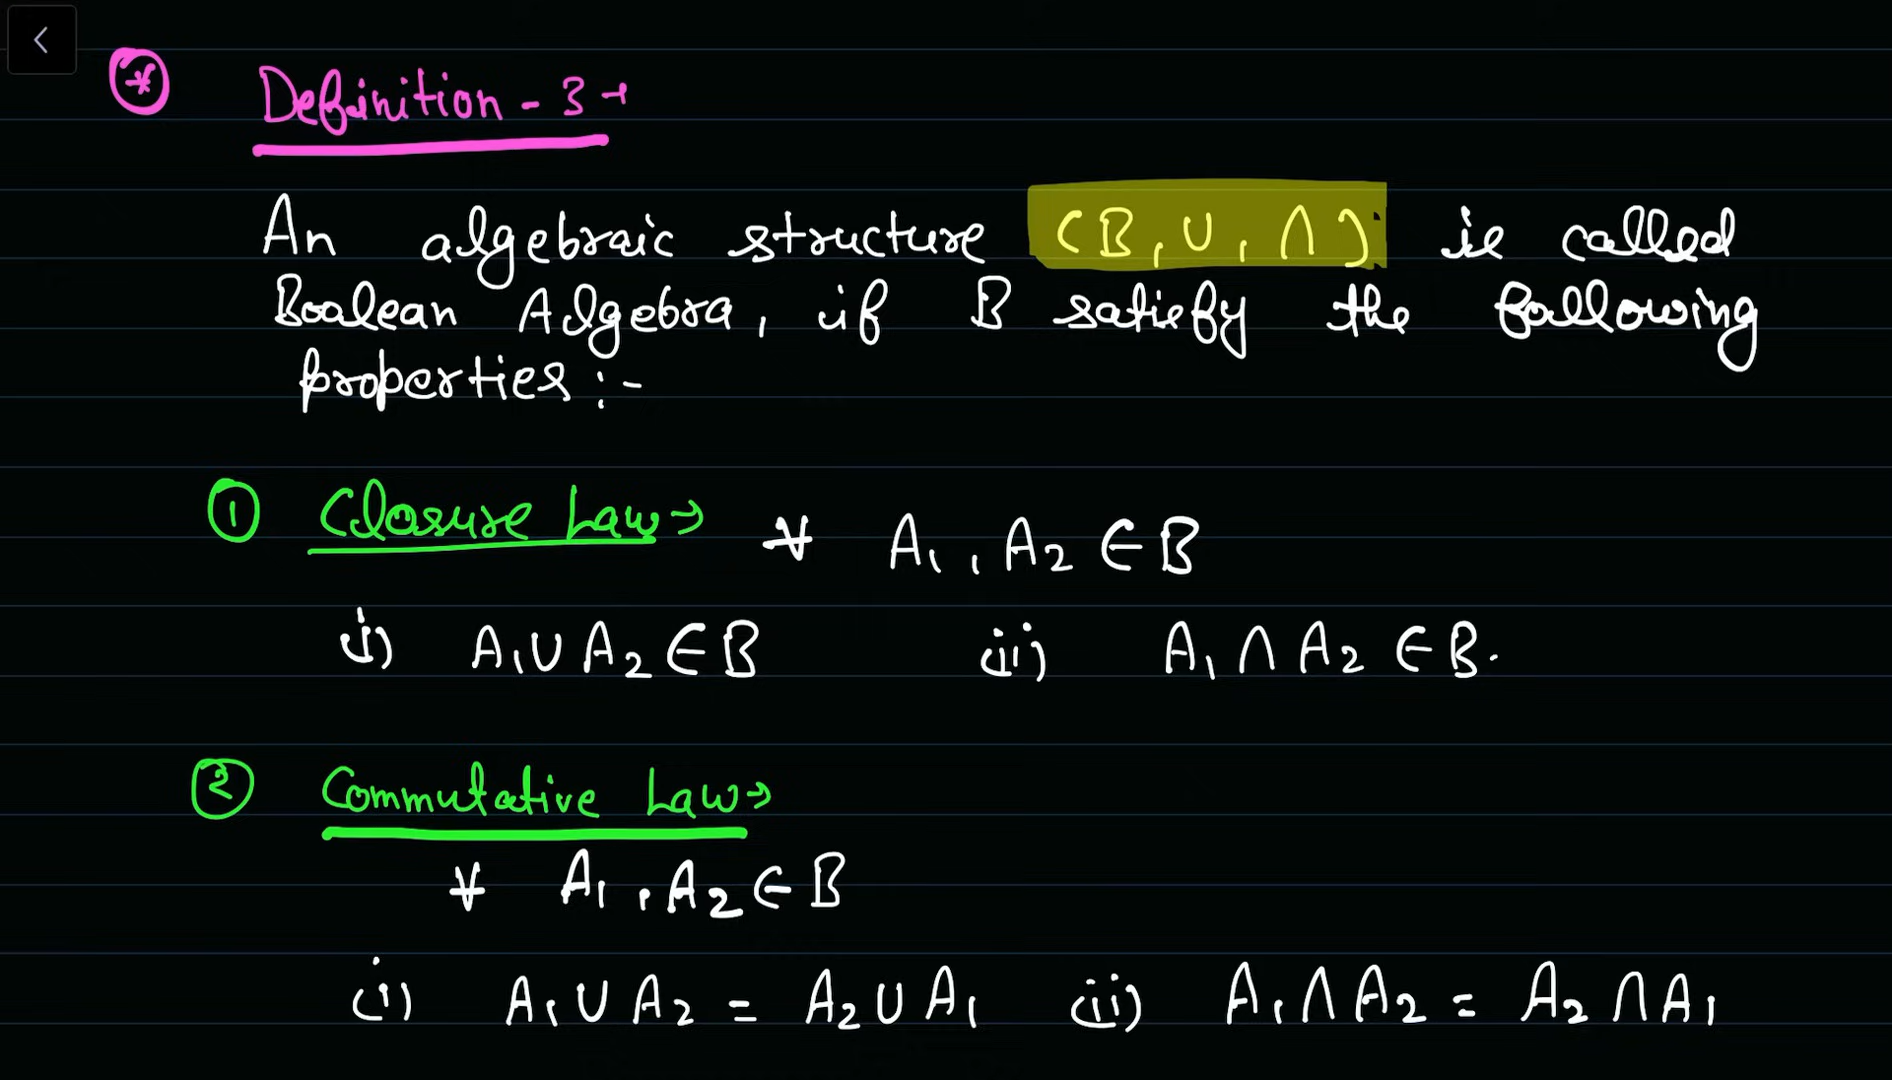 * Definition - 3 →
An algebraic structure (B, ∪, ∩) is called
Boolean Algebra, if B satisfy the following
properties :-
① Closure Law → ∀ A₁, A₂ ∈ B
(i) A₁ ∪ A₂ ∈ B (ii) A₁ ∩ A₂ ∈ B.
② Commutative Law →
∀ A₁, A₂ ∈ B
(i) A₁ ∪ A₂ = A₂ ∪ A₁ (ii) A₁ ∩ A₂ = A₂ ∩ A₁